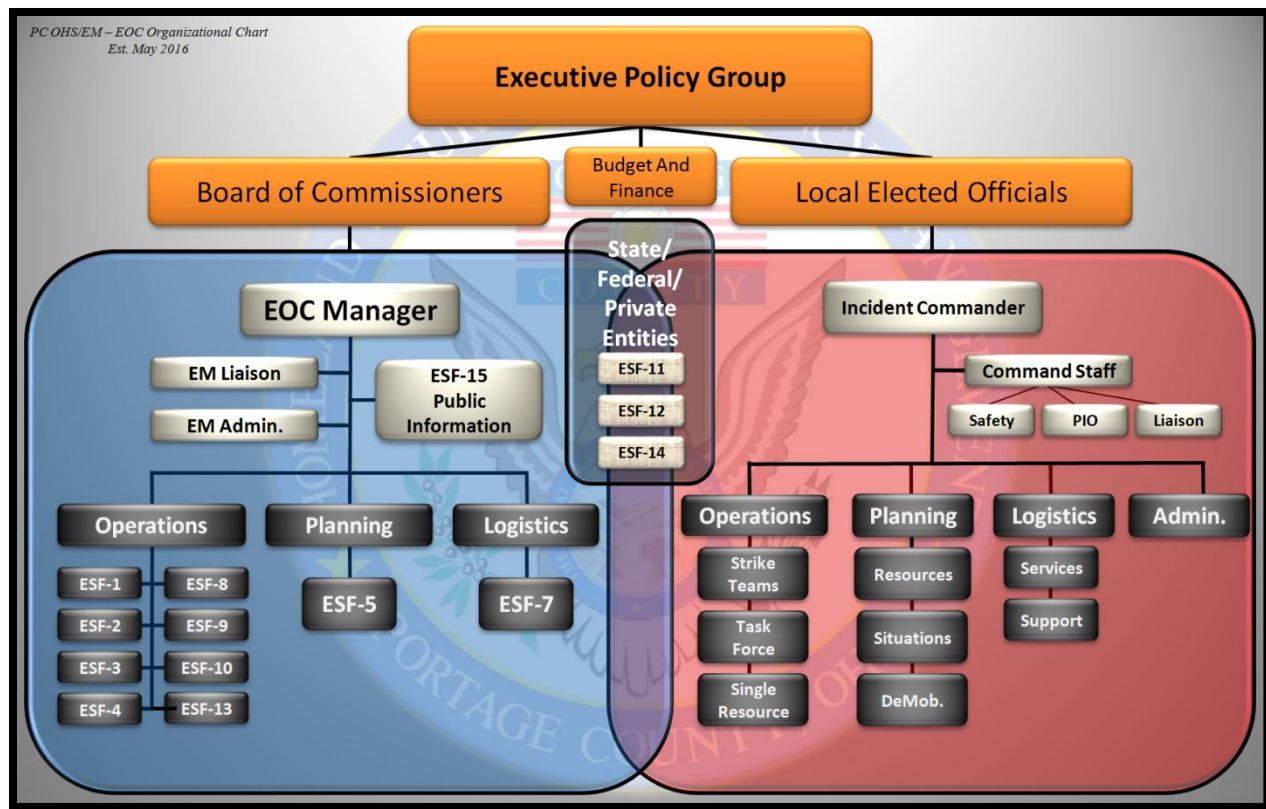 PC OHS/EM – EOC Organizational Chart
Est. May 2016
Executive Policy Group
Board of Commissioners
Budget And
Finance
Local Elected Officials
State/
Federal/
Private
Entities
ESF-11
ESF-12
ESF-14
EOC Manager
EM Liaison
EM Admin.
ESF-15
Public
Information
Operations
ESF-1
ESF-8
ESF-2
ESF-9
ESF-3
ESF-10
ESF-4
ESF-13
Planning
ESF-5
Logistics
ESF-7
Incident Commander
Command Staff
Safety
PIO
Liaison
Operations
Strike
Teams
Task
Force
Single
Resource
Planning
Resources
Situations
DeMob.
Logistics
Services
Support
Admin.
COUNTY
PORTAGE COUNTY